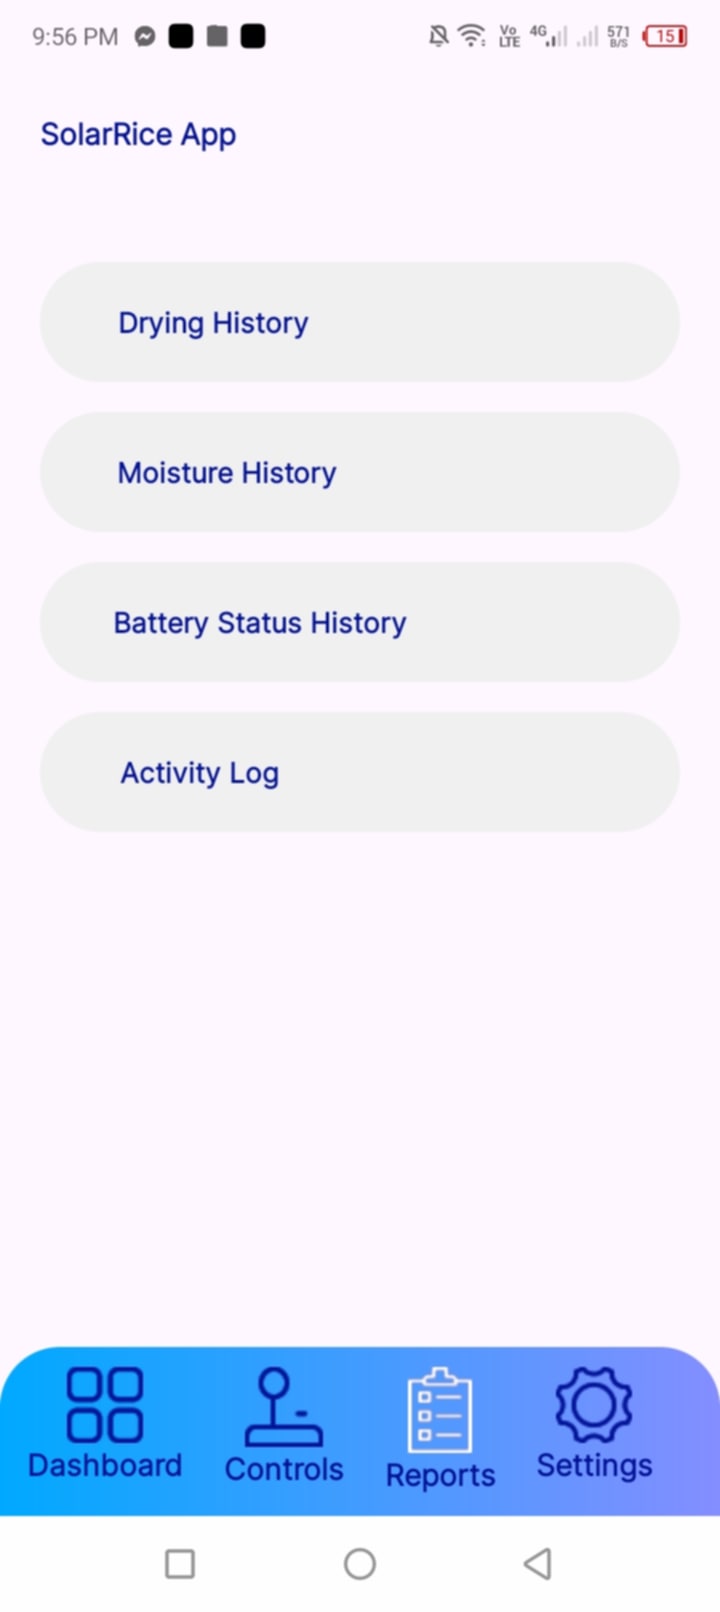 9:56 PM
Vo LTE
4G
571 B/S
15
SolarRice App
Drying History
Moisture History
Battery Status History
Activity Log
Dashboard
Controls
Reports
Settings